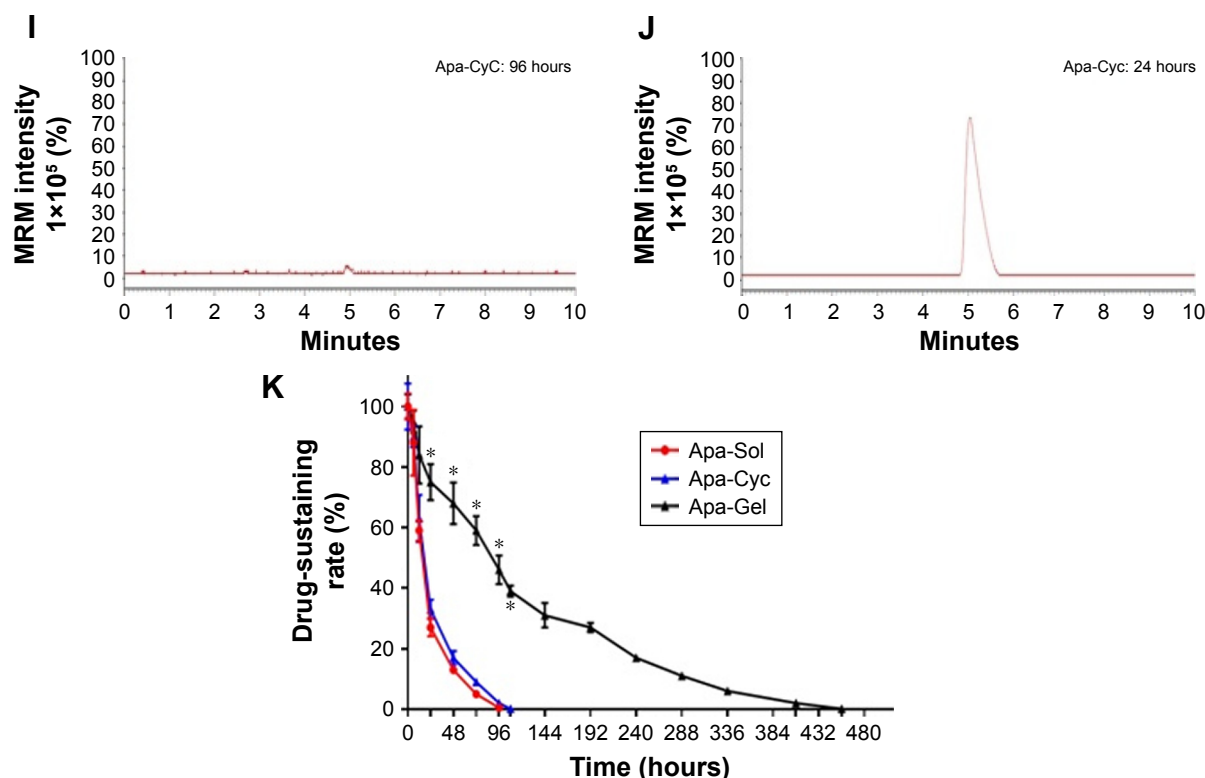 I
MRM intensity
1×10⁵ (%)
100
90
80
70
60
50
40
30
20
10
0
Apa-CyC: 96 hours
0 1 2 3 4 5 6 7 8 9 10
Minutes
J
MRM intensity
1×10⁵ (%)
100
90
80
70
60
50
40
30
20
10
0
Apa-Cyc: 24 hours
0 1 2 3 4 5 6 7 8 9 10
Minutes
K
Drug-sustaining
rate (%)
100
80
60
40
20
0
* * * * *
Apa-Sol
Apa-Cyc
Apa-Gel
0 48 96 144 192 240 288 336 384 432 480
Time (hours)